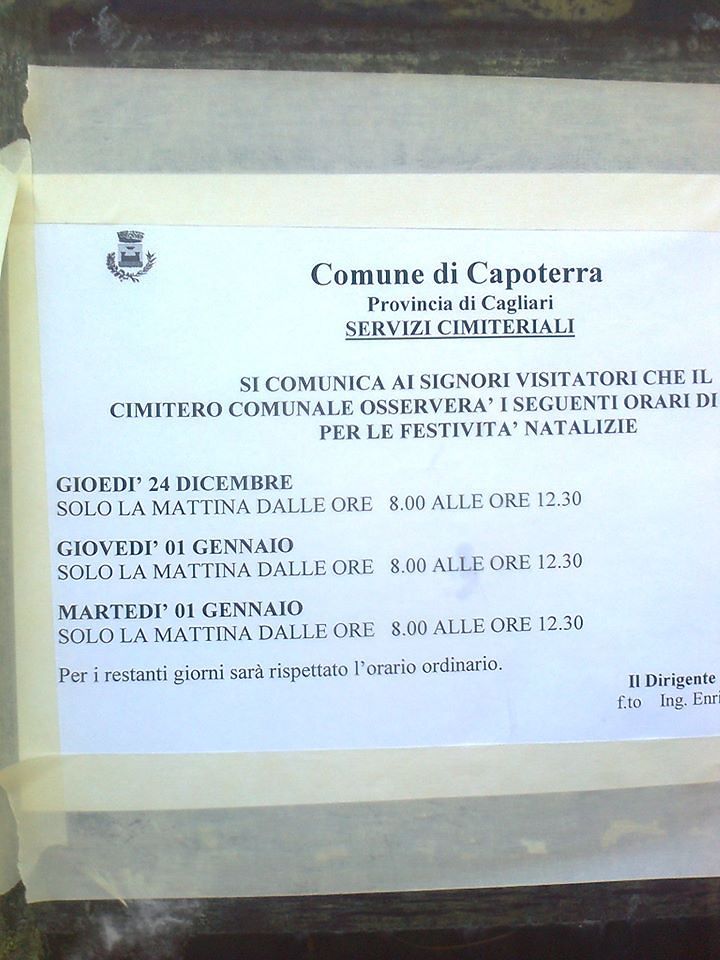 Comune di Capoterra
Provincia di Cagliari
SERVIZI CIMITERIALI
SI COMUNICA AI SIGNORI VISITATORI CHE IL
CIMITERO COMUNALE OSSERVERA' I SEGUENTI ORARI DI
PER LE FESTIVITA' NATALIZIE
GIOEDI' 24 DICEMBRE
SOLO LA MATTINA DALLE ORE 8.00 ALLE ORE 12.30
GIOVEDI' 01 GENNAIO
SOLO LA MATTINA DALLE ORE 8.00 ALLE ORE 12.30
MARTEDI' 01 GENNAIO
SOLO LA MATTINA DALLE ORE 8.00 ALLE ORE 12.30
Per i restanti giorni sarà rispettato l'orario ordinario.
Il Dirigente
f.to Ing. Enri